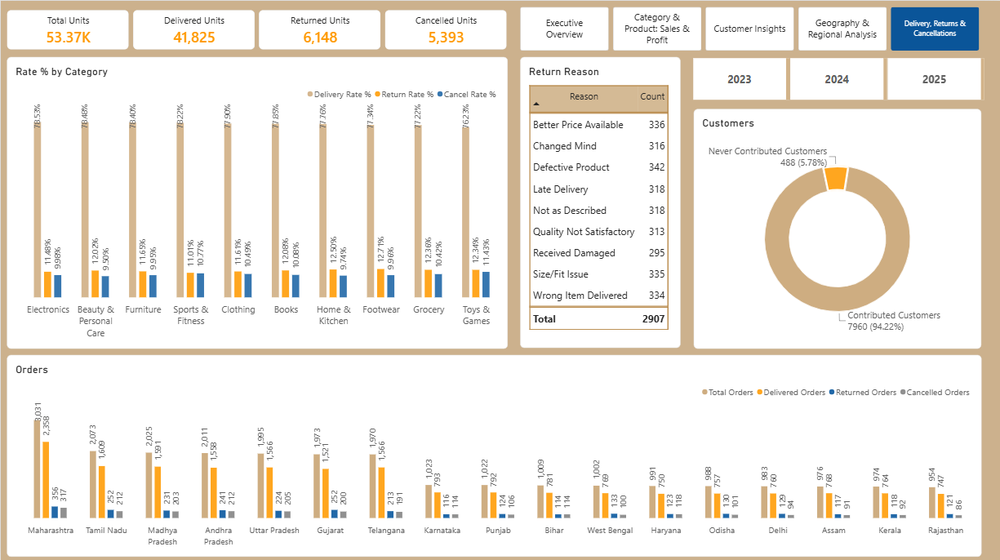 Total Units
53.37K
Delivered Units
41,825
Returned Units
6,148
Cancelled Units
5,393
Executive
Overview
Category &
Product: Sales &
Profit
Customer Insights
Geography &
Regional Analysis
Delivery, Returns &
Cancellations
Rate % by Category
Delivery Rate % Return Rate % Cancel Rate %
78.53% 78.48% 78.40% 78.22% 77.90% 77.85% 77.76% 77.34% 77.22% 76.23%
11.48% 9.98% 12.02% 9.50% 11.65% 9.95% 11.01% 10.77% 11.61% 10.49% 12.08% 10.08% 12.50% 9.74% 12.71% 9.96% 12.36% 10.42% 12.34% 11.43%
Electronics
Beauty &
Personal
Care
Furniture
Sports &
Fitness
Clothing
Books
Home &
Kitchen
Footwear
Grocery
Toys &
Games
Return Reason
Reason Count
Better Price Available 336
Changed Mind 316
Defective Product 342
Late Delivery 318
Not as Described 318
Quality Not Satisfactory 313
Received Damaged 295
Size/Fit Issue 335
Wrong Item Delivered 334
Total 2907
2023
2024
2025
Customers
Never Contributed Customers
488 (5.78%)
Contributed Customers
7960 (94.22%)
Orders
Total Orders Delivered Orders Returned Orders Cancelled Orders
3,031 2,358 356 317
2,073 1,609 252 212
2,025 1,591 231 203
2,011 1,558 241 212
1,995 1,566 224 205
1,973 1,521 252 200
1,970 1,566 213 191
1,023 793 116 114
1,022 792 124 106
1,009 781 114 114
1,002 769 133 100
991 750 123 118
988 757 130 101
983 760 129 94
976 768 117 91
974 764 118 92
954 747 121 86
Maharashtra
Tamil Nadu
Madhya
Pradesh
Andhra
Pradesh
Uttar Pradesh
Gujarat
Telangana
Karnataka
Punjab
Bihar
West Bengal
Haryana
Odisha
Delhi
Assam
Kerala
Rajasthan